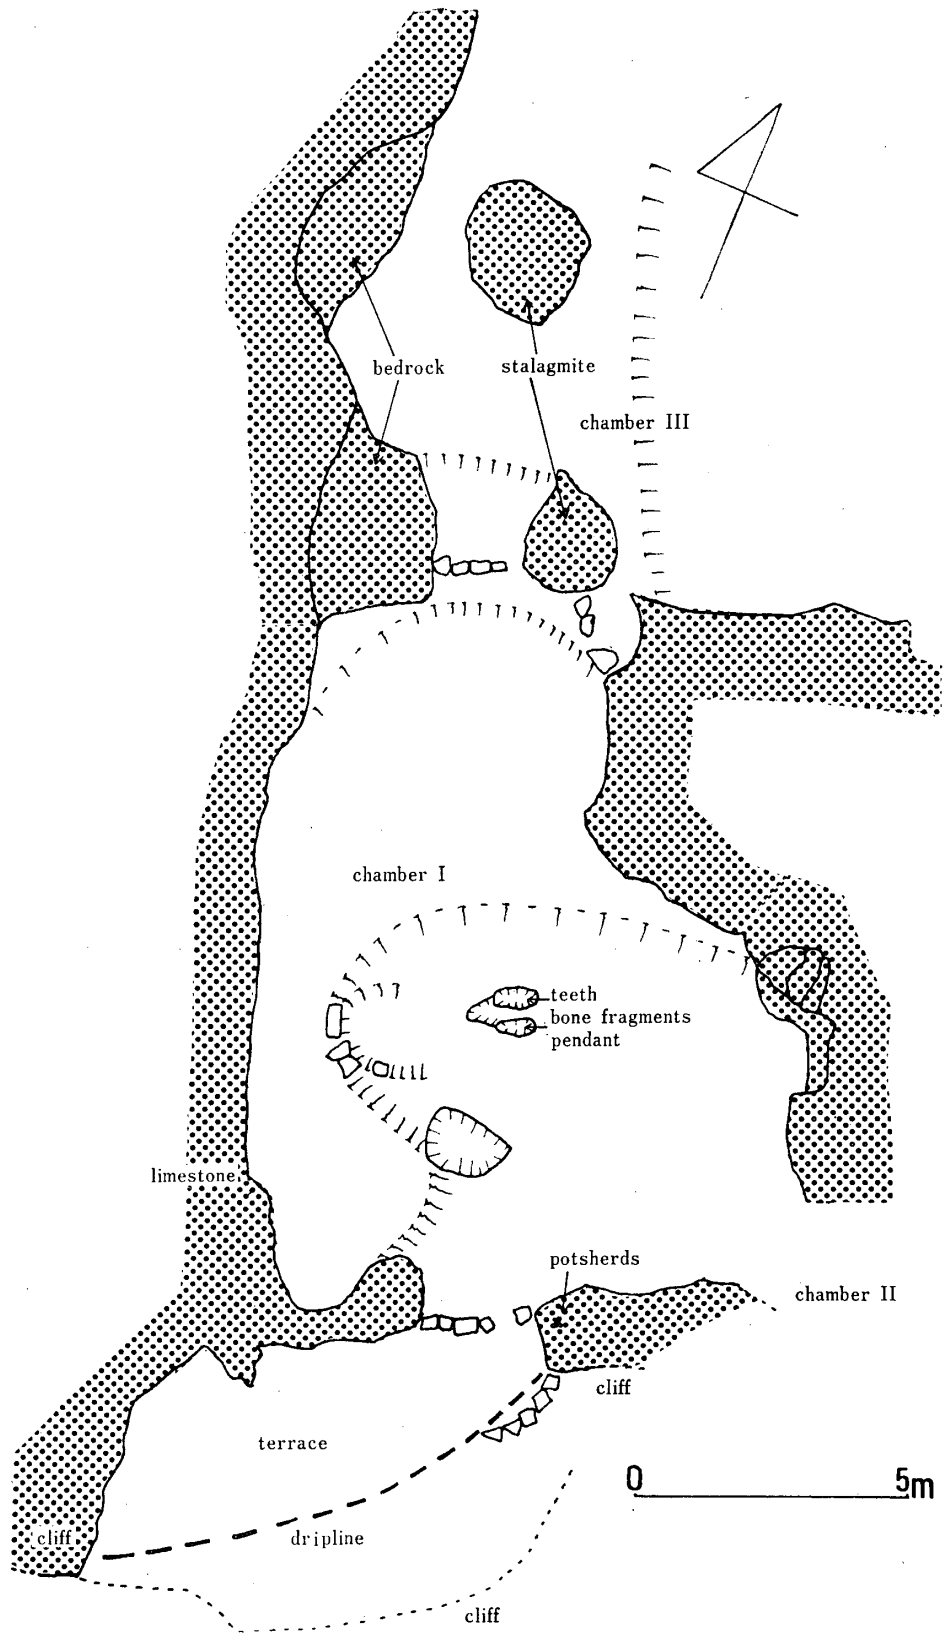 bedrock
stalagmite
chamber III
chamber I
teeth
bone fragments
pendant
limestone
potsherds
chamber II
cliff
terrace
0 5m
cliff
dripline
cliff